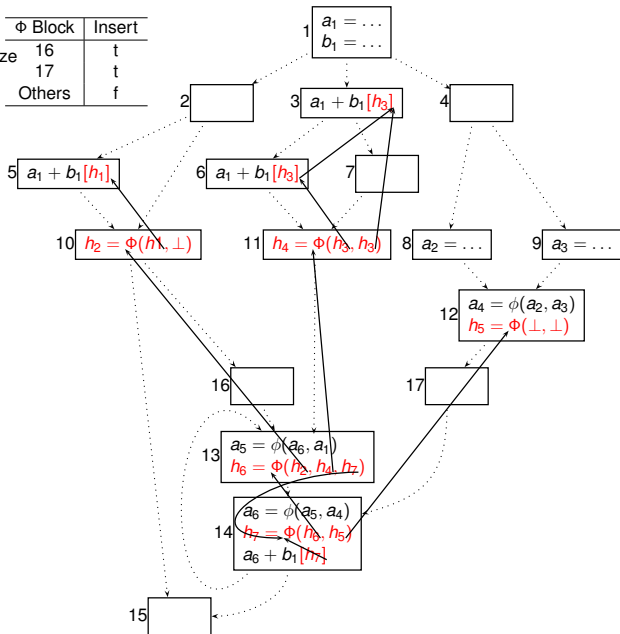 Φ Block Insert
ze 16 t
17 t
Others f
1 a₁ = …
b₁ = …
2
3 a₁ + b₁[h₃]
4
5 a₁ + b₁[h₁]
6 a₁ + b₁[h₃]
7
10 h₂ = Φ(h1, ⊥)
11 h₄ = Φ(h₃, h₃)
8 a₂ = …
9 a₃ = …
12 a₄ = ϕ(a₂, a₃)
h₅ = Φ(⊥, ⊥)
16
17
13 a₅ = ϕ(a₆, a₁)
h₆ = Φ(h₂, h₄, h₇)
14 a₆ = ϕ(a₅, a₄)
h₇ = Φ(h₆, h₅)
a₆ + b₁[h₇]
15